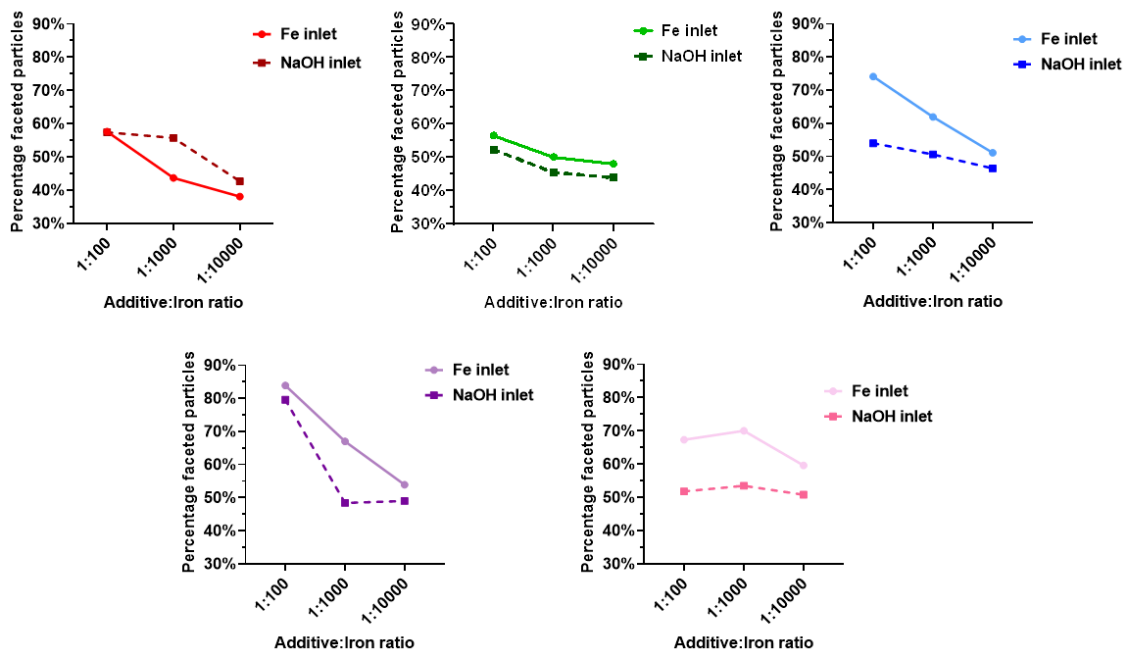 Percentage faceted particles
90%
80%
70%
60%
50%
40%
30%
Fe inlet
NaOH inlet
1:100
1:1000
1:10000
Additive:Iron ratio
Percentage faceted particles
90%
80%
70%
60%
50%
40%
30%
Fe inlet
NaOH inlet
1:100
1:1000
1:10000
Additive:Iron ratio
Percentage faceted particles
90%
80%
70%
60%
50%
40%
30%
Fe inlet
NaOH inlet
1:100
1:1000
1:10000
Additive:Iron ratio
Percentage faceted particles
90%
80%
70%
60%
50%
40%
30%
Fe inlet
NaOH inlet
1:100
1:1000
1:10000
Additive:Iron ratio
Percentage faceted particles
90%
80%
70%
60%
50%
40%
30%
Fe inlet
NaOH inlet
1:100
1:1000
1:10000
Additive:Iron ratio